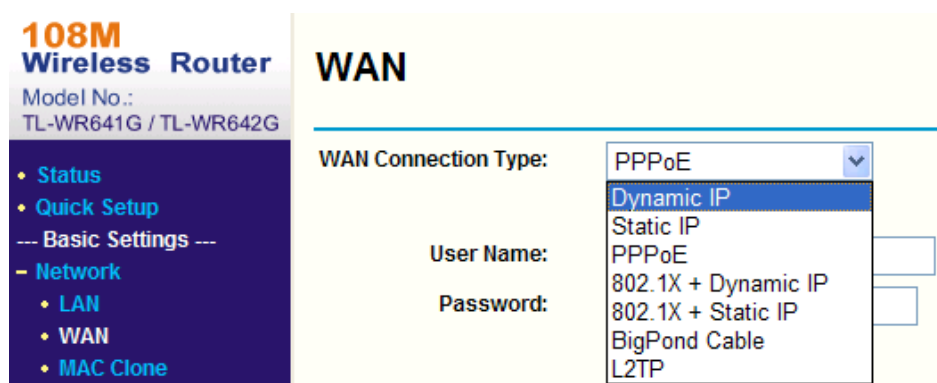 108M
Wireless Router
Model No.:
TL-WR641G / TL-WR642G
• Status
• Quick Setup
--- Basic Settings ---
– Network
• LAN
• WAN
• MAC Clone
WAN
WAN Connection Type: PPPoE
Dynamic IP
Static IP
User Name:
PPPoE
802.1X + Dynamic IP
Password:
802.1X + Static IP
BigPond Cable
L2TP